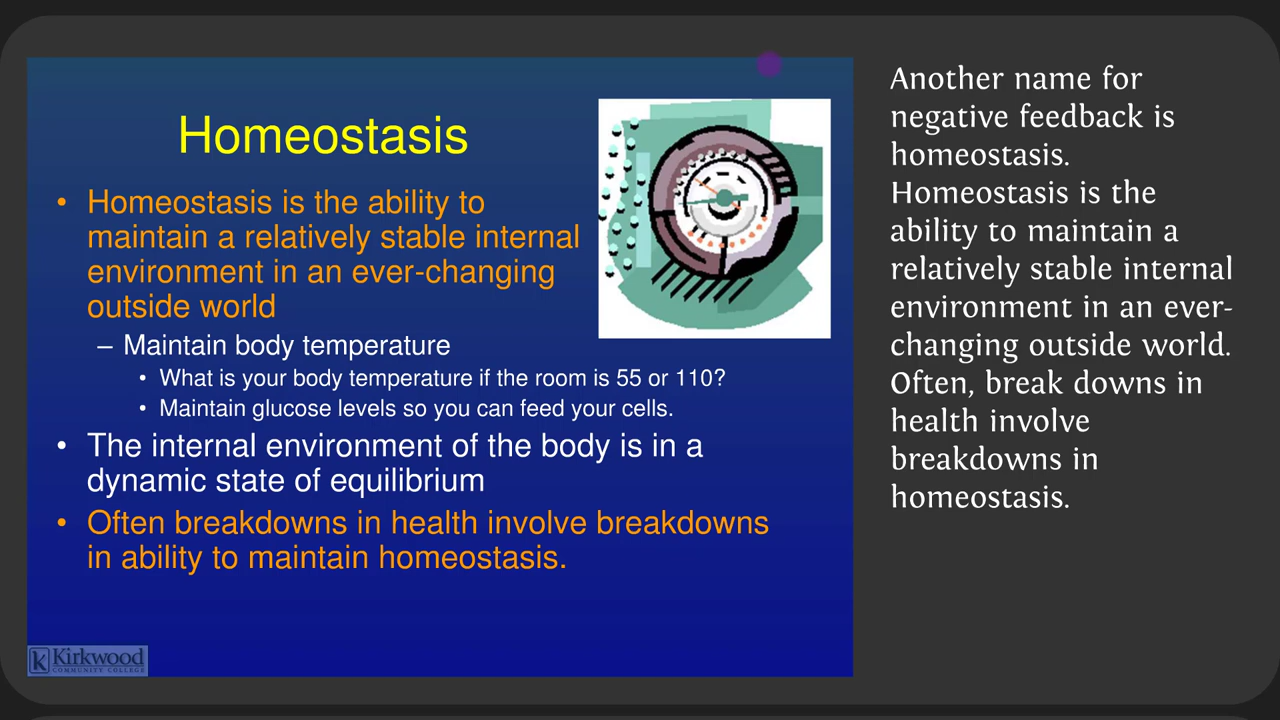 Homeostasis
• Homeostasis is the ability to
maintain a relatively stable internal
environment in an ever-changing
outside world
– Maintain body temperature
• What is your body temperature if the room is 55 or 110?
• Maintain glucose levels so you can feed your cells.
• The internal environment of the body is in a
dynamic state of equilibrium
• Often breakdowns in health involve breakdowns
in ability to maintain homeostasis.
Kirkwood
COMMUNITY COLLEGE
Another name for
negative feedback is
homeostasis.
Homeostasis is the
ability to maintain a
relatively stable internal
environment in an ever-
changing outside world.
Often, break downs in
health involve
breakdowns in
homeostasis.